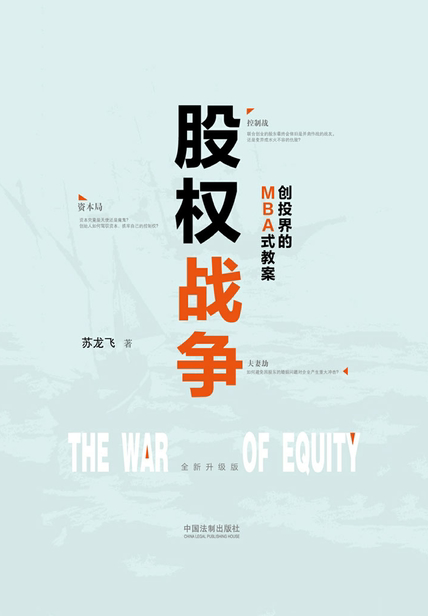 股权战争
创投界的
MBA式教案
控制战
资本局
夫妻劫
苏龙飞 著
THE WAR OF EQUITY
全新升级版
中国法制出版社
CHINA LEGAL PUBLISHING HOUSE